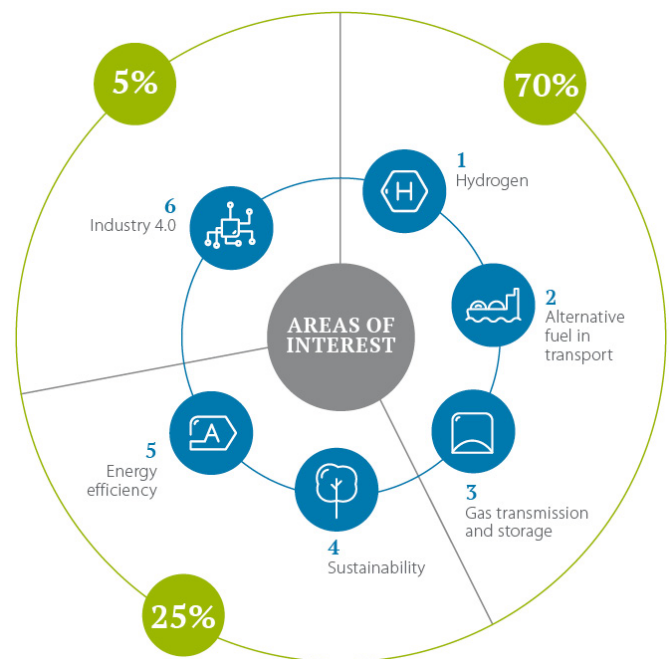 5%
70%
1
Hydrogen
H
6
Industry 4.0
2
Alternative
fuel in
transport
AREAS OF
INTEREST
A
5
Energy
efficiency
3
Gas transmission
and storage
4
Sustainability
25%